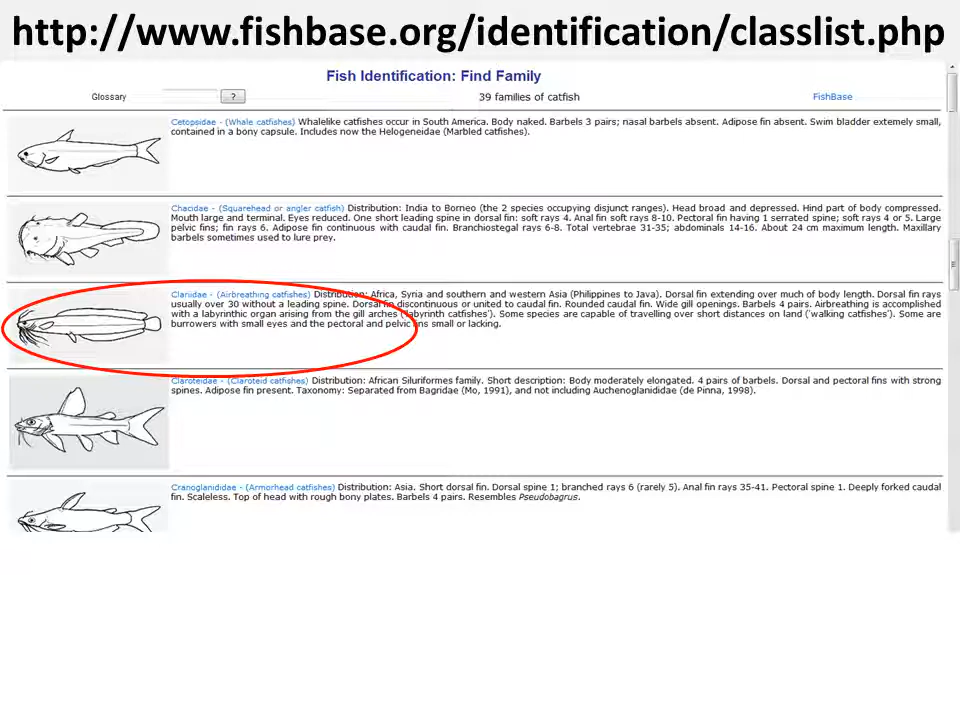 http://www.fishbase.org/identification/classlist.php
Fish Identification: Find Family
Glossary ? 39 families of catfish FishBase
Cetopsidae - (Whale catfishes) Whalelike catfishes occur in South America. Body naked. Barbels 3 pairs; nasal barbels absent. Adipose fin absent. Swim bladder extemely small,
contained in a bony capsule. Includes now the Helogeneidae (Marbled catfishes).
Chacidae - (Squarehead or angler catfish) Distribution: India to Borneo (the 2 species occupying disjunct ranges). Head broad and depressed. Hind part of body compressed.
Mouth large and terminal. Eyes reduced. One short leading spine in dorsal fin: soft rays 4. Anal fin soft rays 8-10. Pectoral fin having 1 serrated spine; soft rays 4 or 5. Large
pelvic fins; fin rays 6. Adipose fin continuous with caudal fin. Branchiostegal rays 6-8. Total vertebrae 31-35; abdominals 14-16. About 24 cm maximum length. Maxillary
barbels sometimes used to lure prey.
Clariidae - (Airbreathing catfishes) Distribution: Africa, Syria and southern and western Asia (Philippines to Java). Dorsal fin extending over much of body length. Dorsal fin rays
usually over 30 without a leading spine. Dorsal fin discontinuous or united to caudal fin. Rounded caudal fin. Wide gill openings. Barbels 4 pairs. Airbreathing is accomplished
with a labyrinthic organ arising from the gill arches ('labyrinth catfishes'). Some species are capable of travelling over short distances on land ('walking catfishes'). Some are
burrowers with small eyes and the pectoral and pelvic fins small or lacking.
Claroteidae - (Claroteid catfishes) Distribution: African Siluriformes family. Short description: Body moderately elongated. 4 pairs of barbels. Dorsal and pectoral fins with strong
spines. Adipose fin present. Taxonomy: Separated from Bagridae (Mo, 1991), and not including Auchenoglanididae (de Pinna, 1998).
Cranoglanididae - (Armorhead catfishes) Distribution: Asia. Short dorsal fin. Dorsal spine 1; branched rays 6 (rarely 5). Anal fin rays 35-41. Pectoral spine 1. Deeply forked caudal
fin. Scaleless. Top of head with rough bony plates. Barbels 4 pairs. Resembles Pseudobagrus.